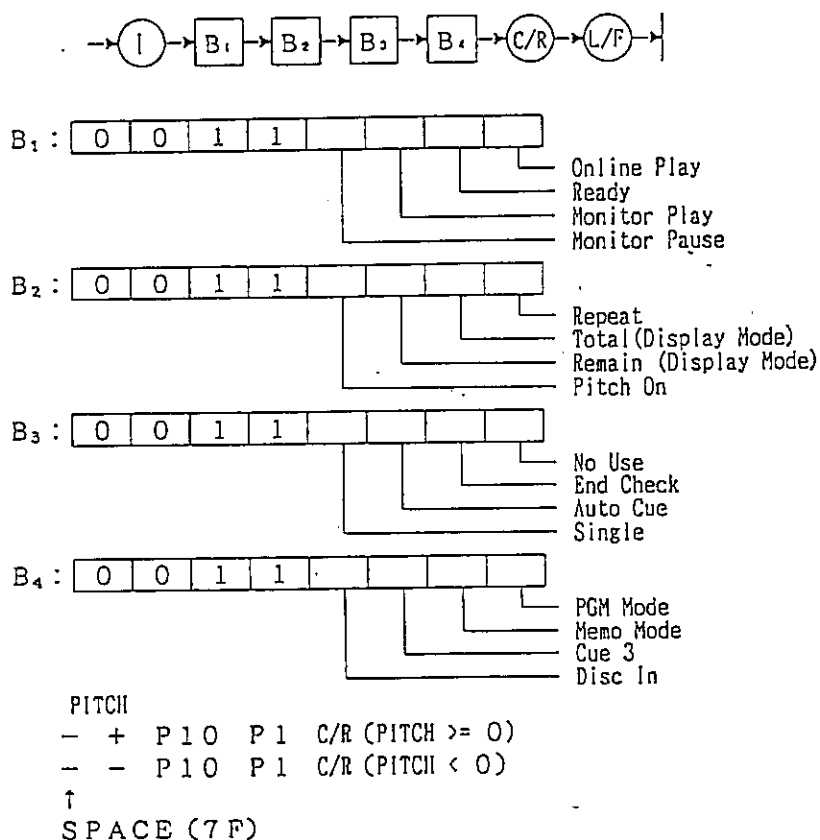 I B₁ B₂ B₃ B₄ C/R L/F
B₁: 0 0 1 1
Online Play
Ready
Monitor Play
Monitor Pause
B₂: 0 0 1 1
Repeat
Total(Display Mode)
Remain (Display Mode)
Pitch On
B₃: 0 0 1 1
No Use
End Check
Auto Cue
Single
B₄: 0 0 1 1
PGM Mode
Memo Mode
Cue 3
Disc In
PITCH
- + P10 P1 C/R (PITCH >= 0)
- - P10 P1 C/R (PITCH < 0)
↑
SPACE (7F)